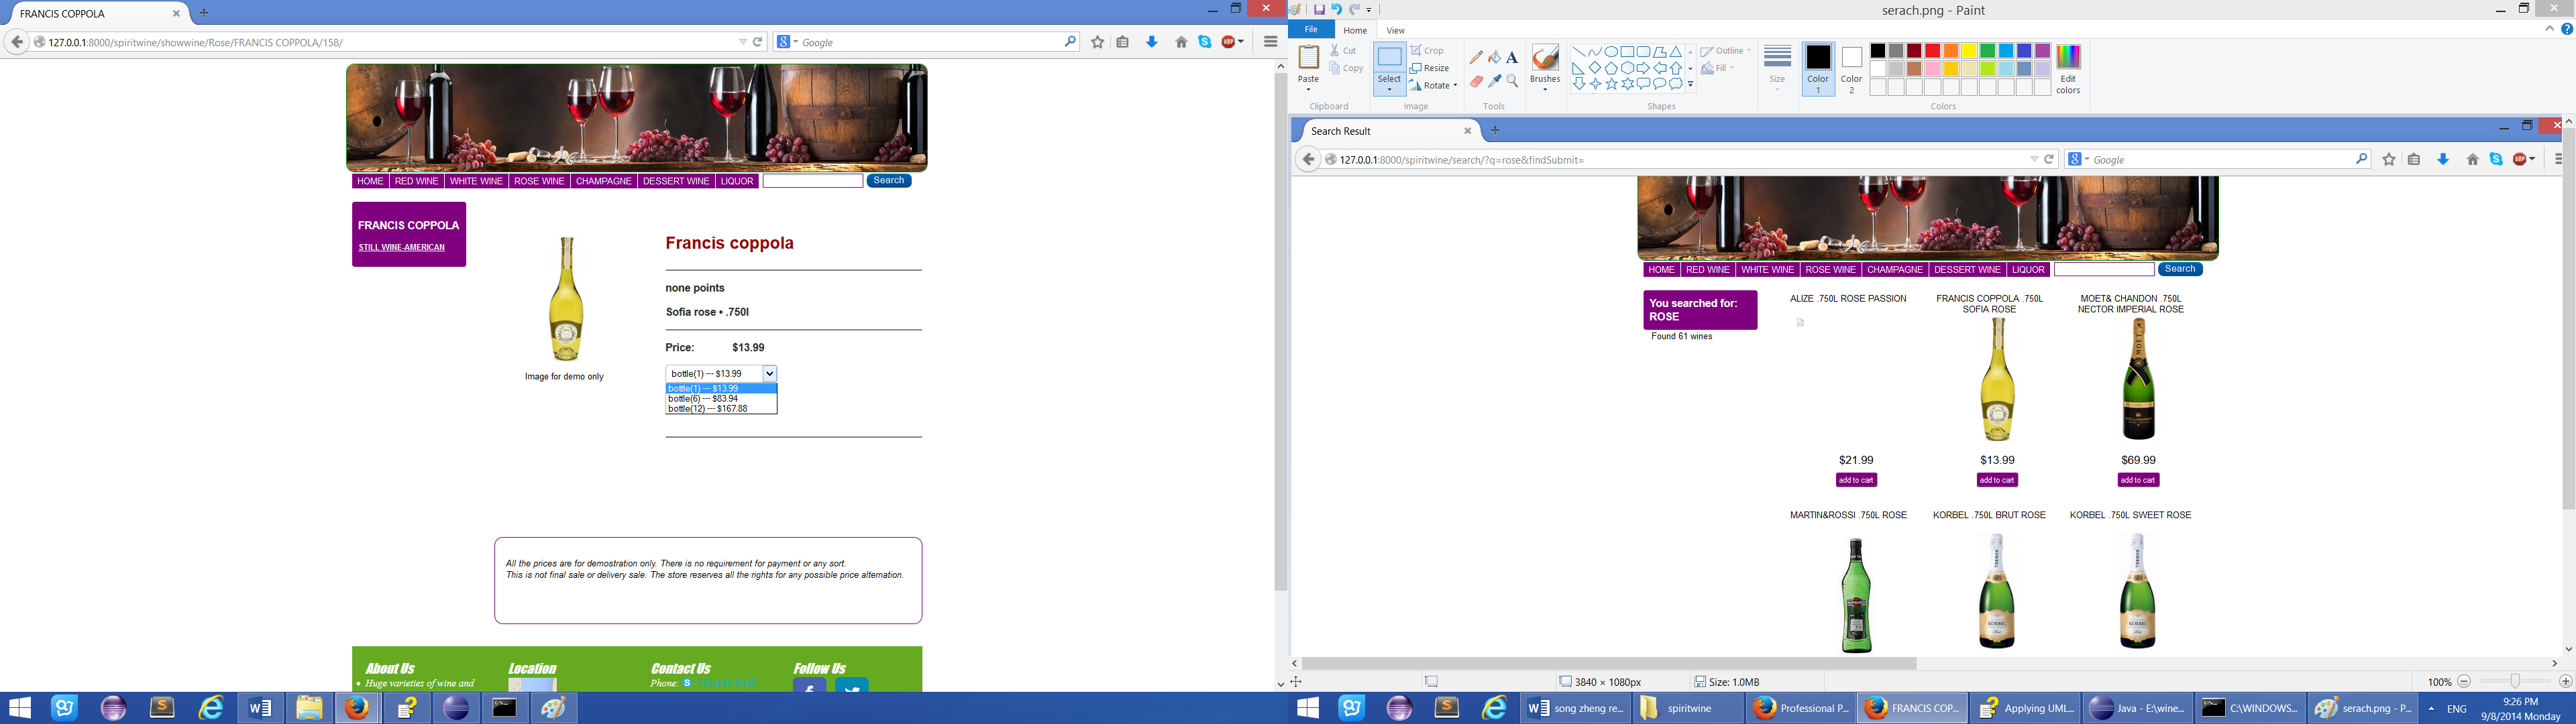 FRANCIS COPPOLA
127.0.0.1:8000/spiritwine/showwine/Rose/FRANCIS COPPOLA/158/
Google
HOME RED WINE WHITE WINE ROSE WINE CHAMPAGNE DESSERT WINE LIQUOR Search
FRANCIS COPPOLA
STILL WINE-AMERICAN
Image for demo only
Francis coppola
none points
Sofia rose • .750l
Price: $13.99
bottle(1) --- $13.99
bottle(1) --- $13.99
bottle(6) --- $83.94
bottle(12) --- $167.88
All the prices are for demostration only. There is no requirement for payment or any sort.
This is not final sale or delivery sale. The store reserves all the rights for any possible price alternation.
About Us Location Contact Us Follow Us
• Huge varieties of wine and
Phone:
serach.png - Paint
File Home View
Paste
Cut
Copy
Clipboard
Select
Crop
Resize
Rotate
Image
Tools
Brushes
Outline
Fill
Shapes
Size
Color 1
Color 2
Edit colors
Colors
Search Result
127.0.0.1:8000/spiritwine/search/?q=rose&findSubmit=
Google
HOME RED WINE WHITE WINE ROSE WINE CHAMPAGNE DESSERT WINE LIQUOR Search
You searched for:
ROSE
Found 61 wines
ALIZE .750L ROSE PASSION
$21.99
add to cart
FRANCIS COPPOLA .750L
SOFIA ROSE
$13.99
add to cart
MOET& CHANDON .750L
NECTOR IMPERIAL ROSE
$69.99
add to cart
MARTIN&ROSSI .750L ROSE
KORBEL .750L BRUT ROSE
KORBEL .750L SWEET ROSE
3840 × 1080px
Size: 1.0MB
100%
song zheng re...
spiritwine
Professional P...
FRANCIS COP...
Applying UML...
Java - E:\wine...
C:\WINDOWS...
serach.png - P...
ENG
9:26 PM
9/8/2014 Monday